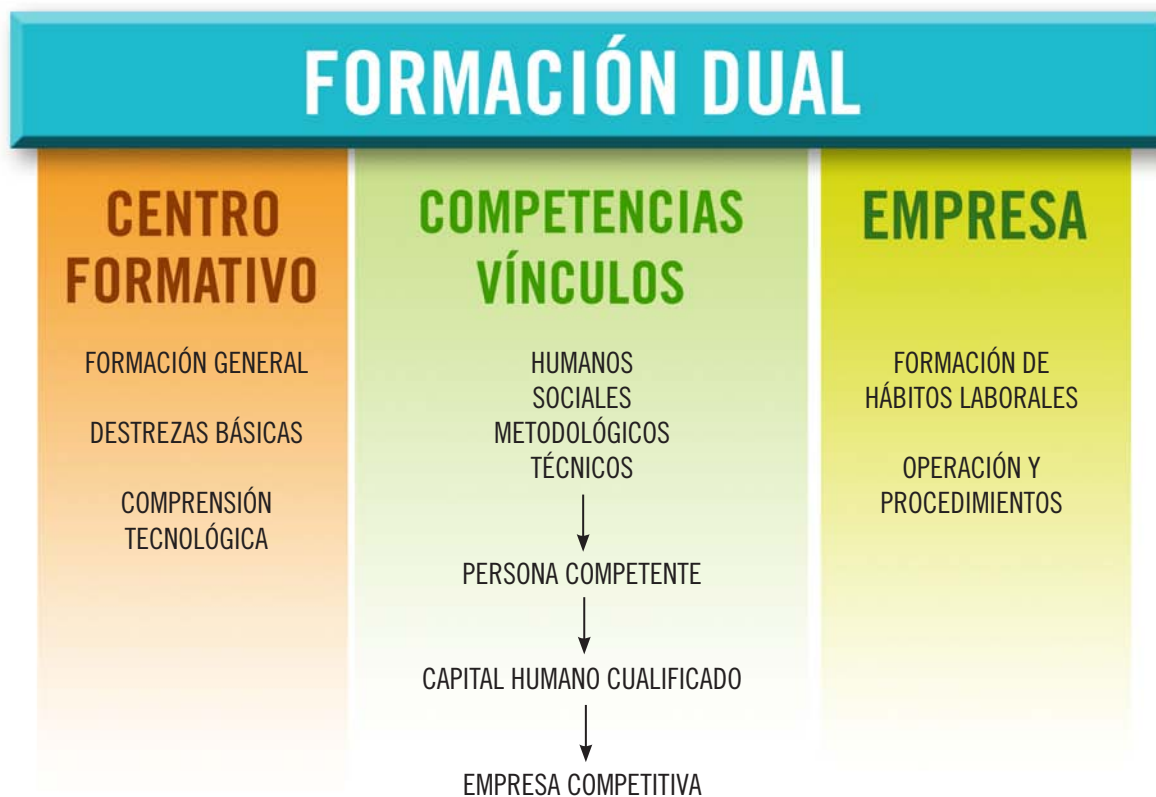 FORMACIÓN DUAL
CENTRO
FORMATIVO
FORMACIÓN GENERAL
DESTREZAS BÁSICAS
COMPRENSIÓN
TECNOLÓGICA
COMPETENCIAS
VÍNCULOS
HUMANOS
SOCIALES
METODOLÓGICOS
TÉCNICOS
PERSONA COMPETENTE
CAPITAL HUMANO CUALIFICADO
EMPRESA COMPETITIVA
EMPRESA
FORMACIÓN DE
HÁBITOS LABORALES
OPERACIÓN Y
PROCEDIMIENTOS